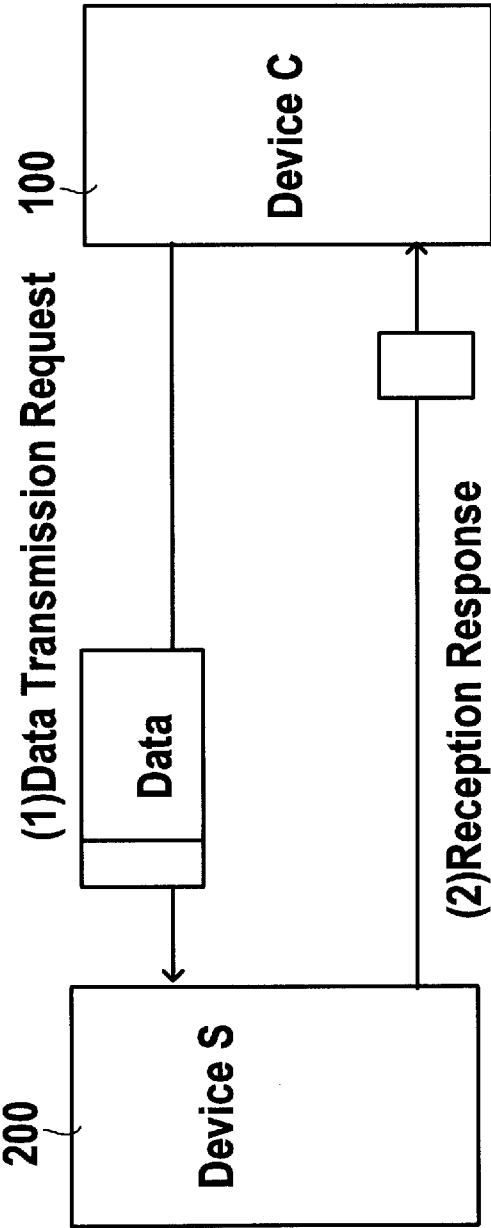 (1)Data Transmission Request
200
100
Data
Device S
Device C
(2)Reception Response